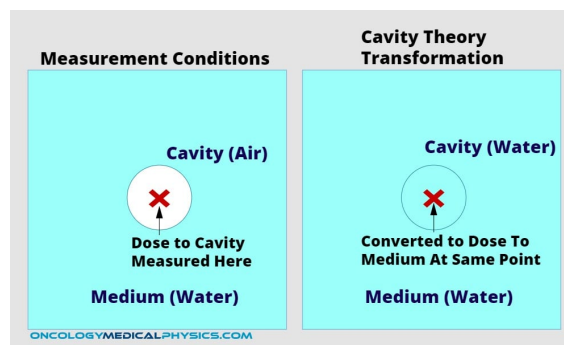 Measurement Conditions
Cavity Theory
Transformation
Cavity (Air)
Dose to Cavity
Measured Here
Medium (Water)
Cavity (Water)
Converted to Dose To
Medium At Same Point
Medium (Water)
ONCOLOGYMEDICALPHYSICS.COM